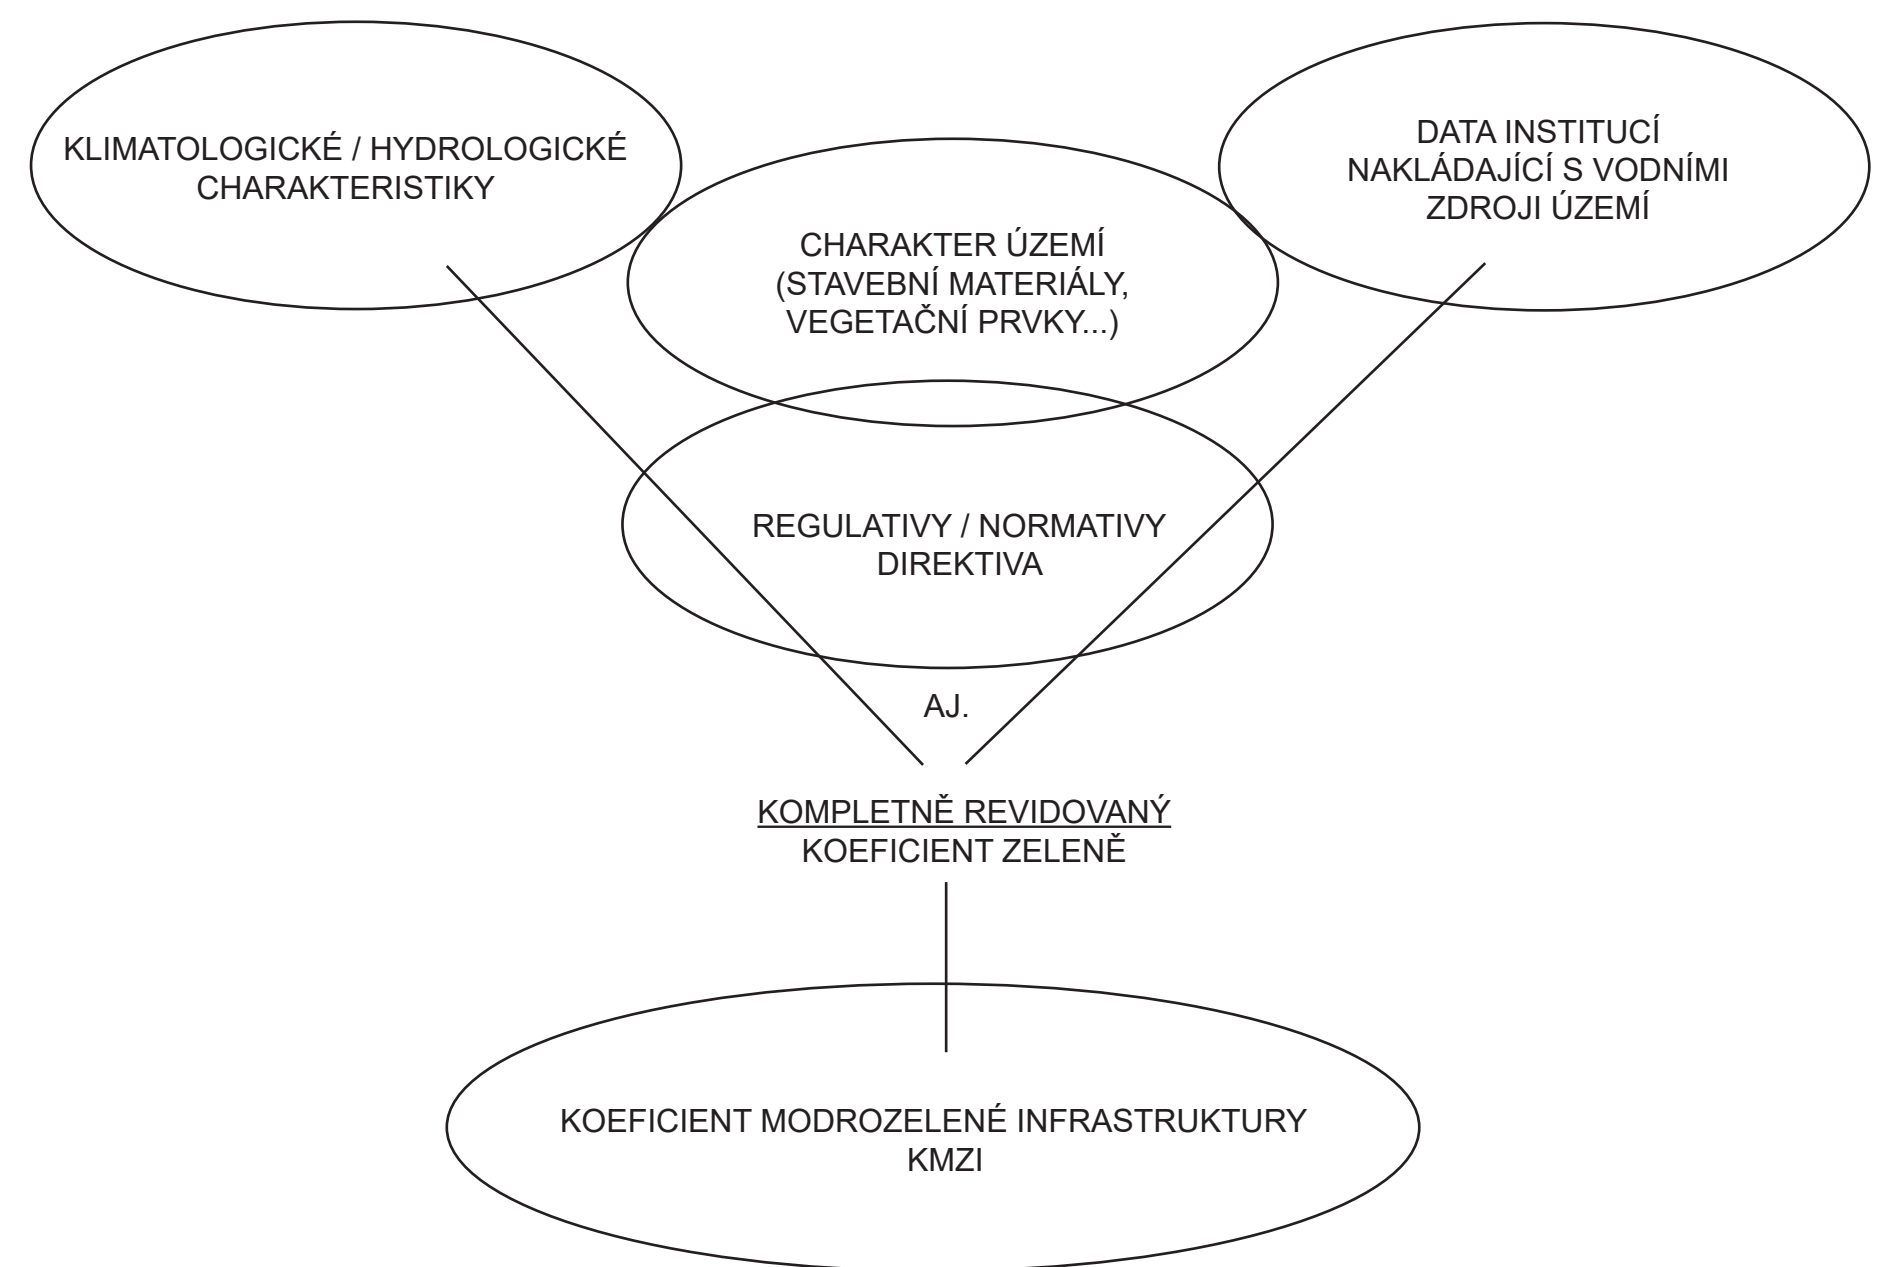 KLIMATOLOGICKÉ / HYDROLOGICKÉ
CHARAKTERISTIKY
DATA INSTITUCÍ
NAKLÁDAJÍCÍ S VODNÍMI
ZDROJI ÚZEMÍ
CHARAKTER ÚZEMÍ
(STAVEBNÍ MATERIÁLY,
VEGETAČNÍ PRVKY...)
REGULATIVY / NORMATIVY
DIREKTIVA
AJ.
KOMPLETNĚ REVIDOVANÝ
KOEFICIENT ZELENĚ
KOEFICIENT MODROZELENÉ INFRASTRUKTURY
KMZI